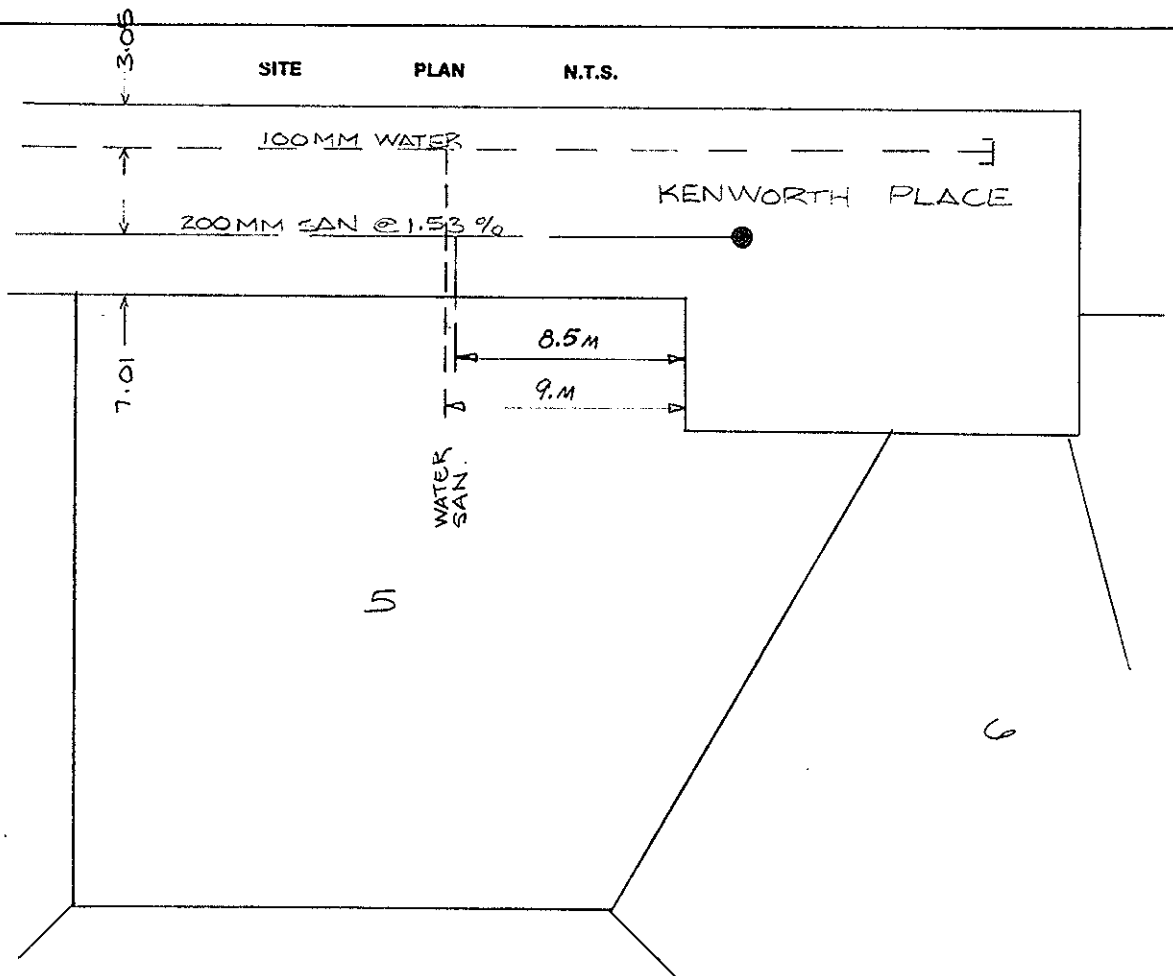 3.05
SITE PLAN N.T.S.
100MM WATER
KENWORTH PLACE
200MM SAN @ 1.53 %
8.5M
7.01
9.M
WATER
SAN.
5
6